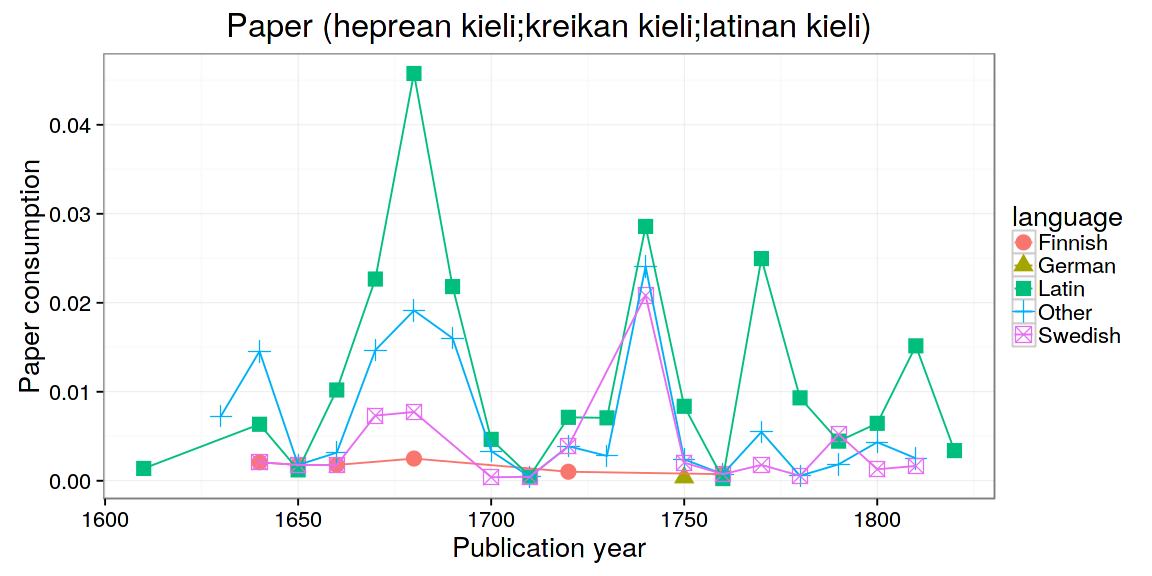 Paper (heprean kieli;kreikan kieli;latinan kieli)
Paper consumption
0.04
0.03
0.02
0.01
0.00
1600 1650 1700 1750 1800
Publication year
language
Finnish
German
Latin
Other
Swedish